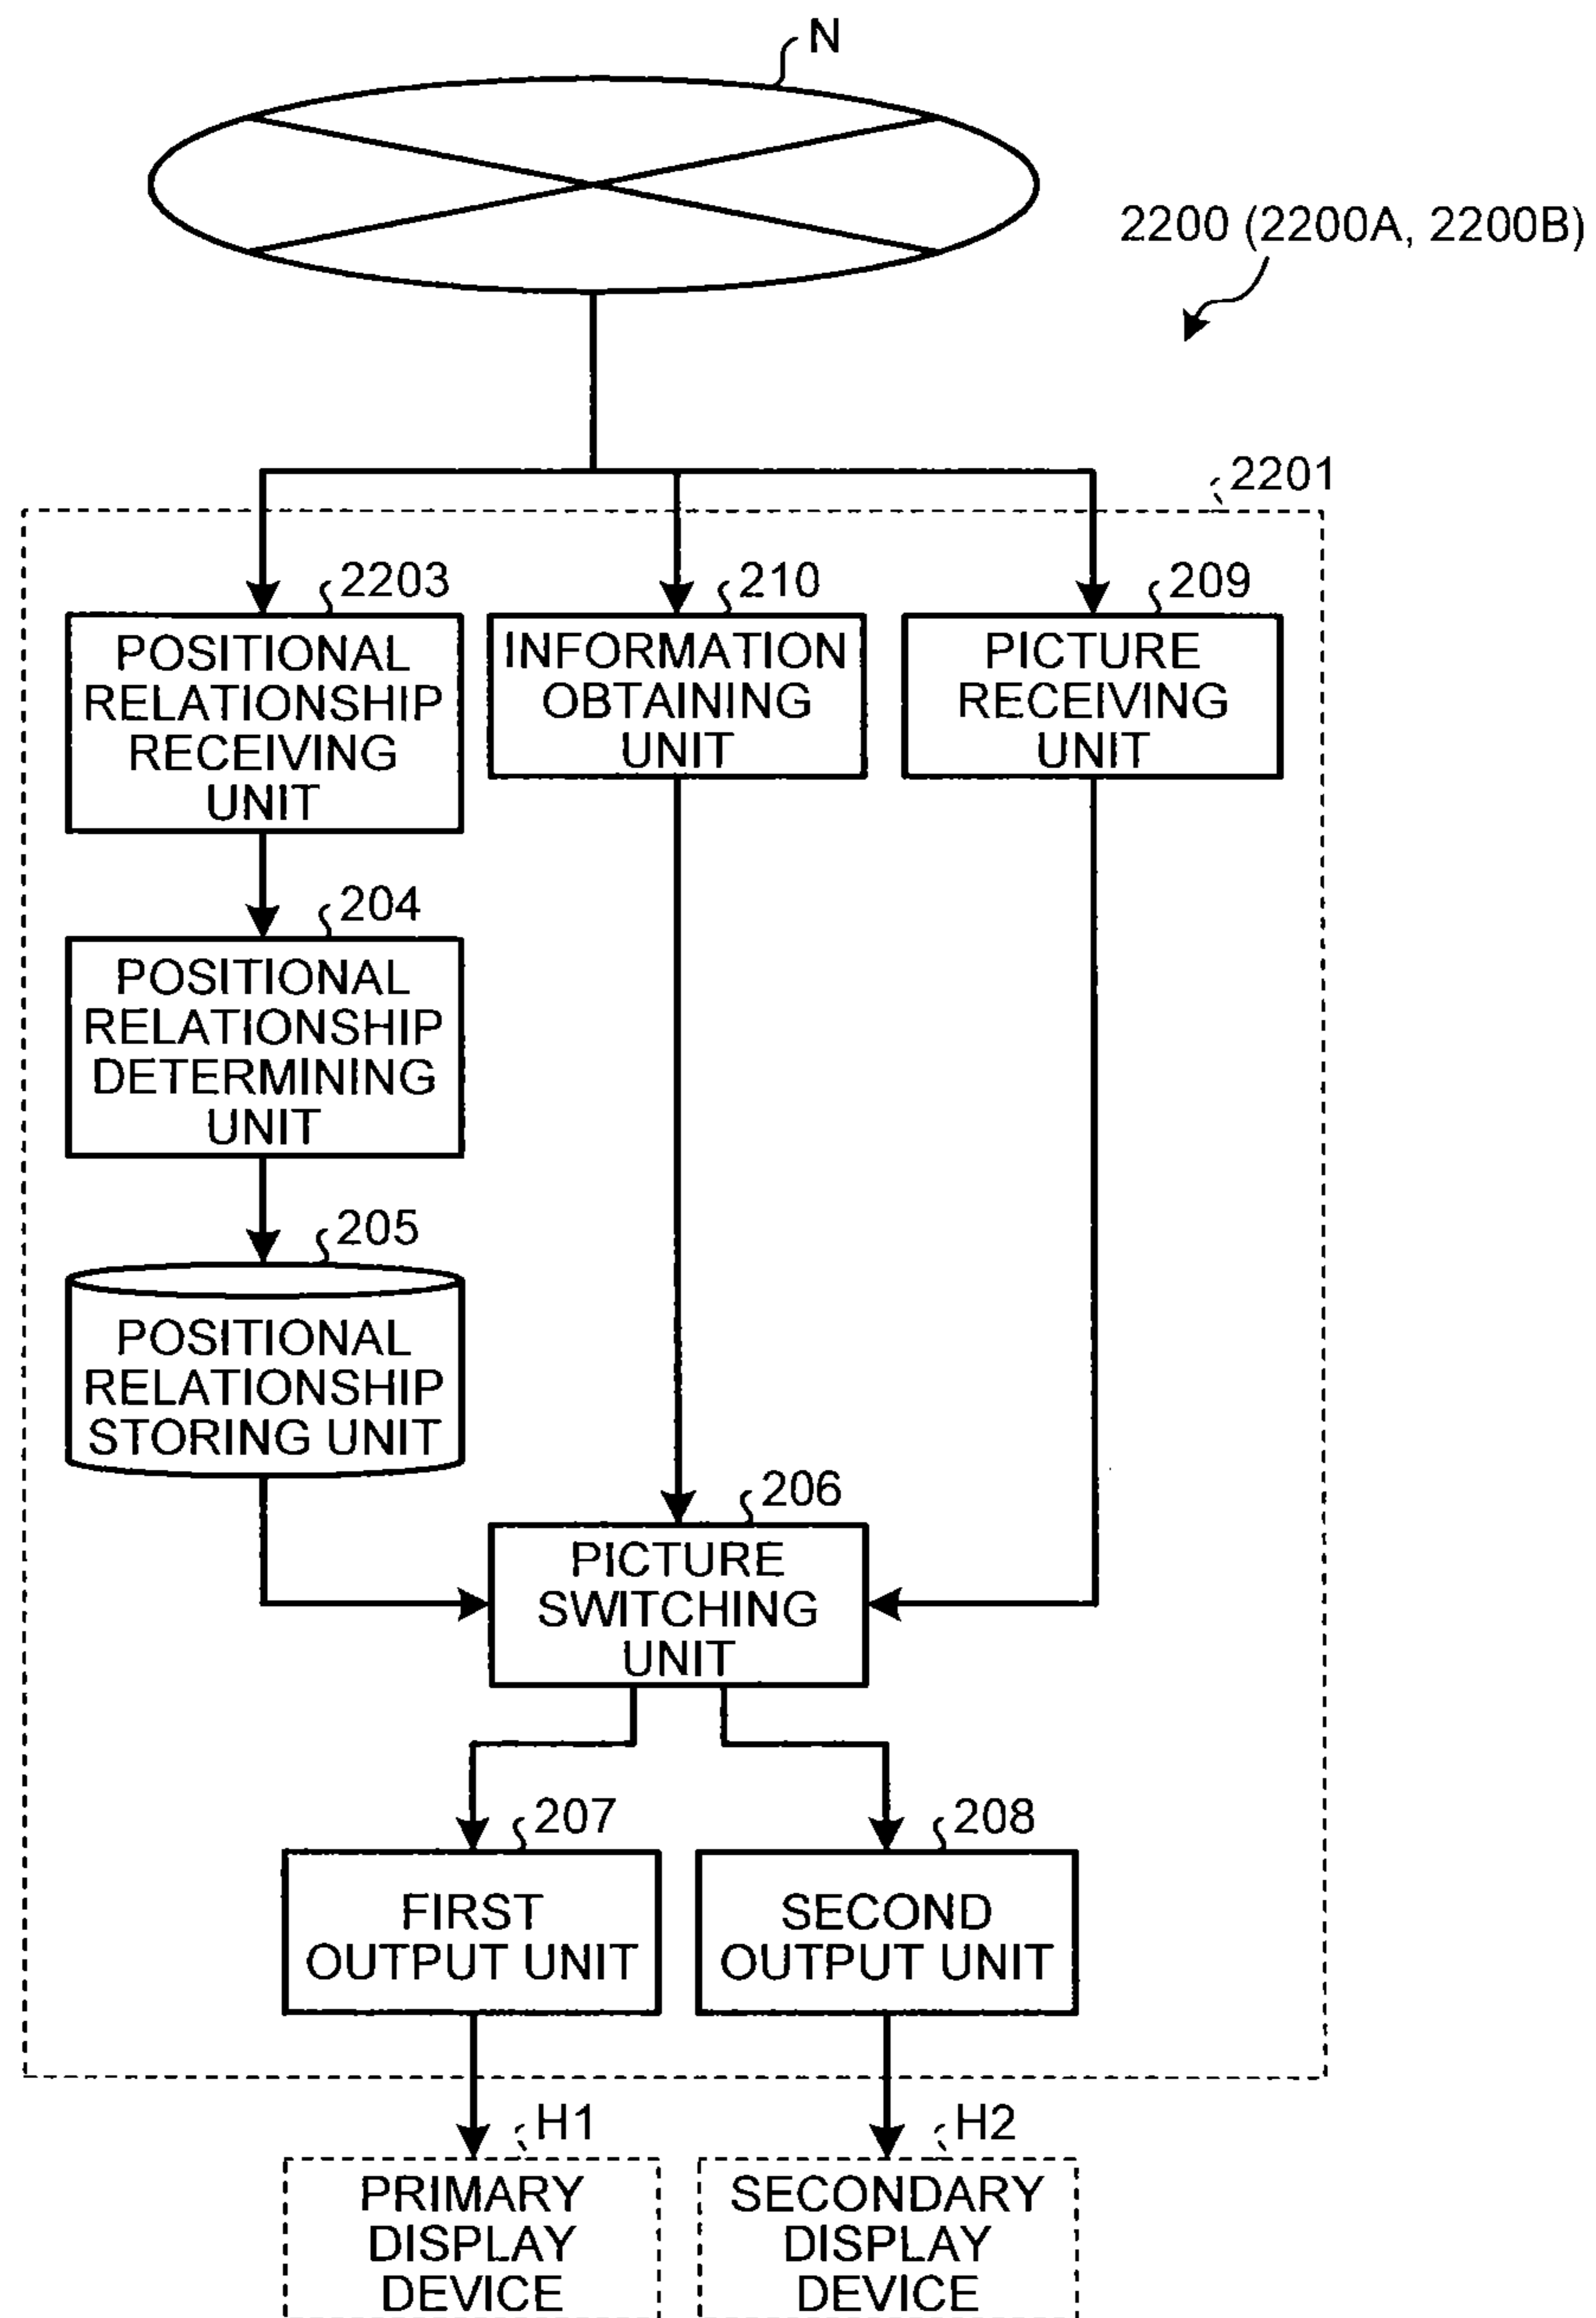 N
2200 (2200A, 2200B)
2201
2203
POSITIONAL
RELATIONSHIP
RECEIVING
UNIT
210
INFORMATION
OBTAINING
UNIT
209
PICTURE
RECEIVING
UNIT
204
POSITIONAL
RELATIONSHIP
DETERMINING
UNIT
205
POSITIONAL
RELATIONSHIP
STORING UNIT
206
PICTURE
SWITCHING
UNIT
207
FIRST
OUTPUT UNIT
208
SECOND
OUTPUT UNIT
H1
PRIMARY
DISPLAY
DEVICE
H2
SECONDARY
DISPLAY
DEVICE